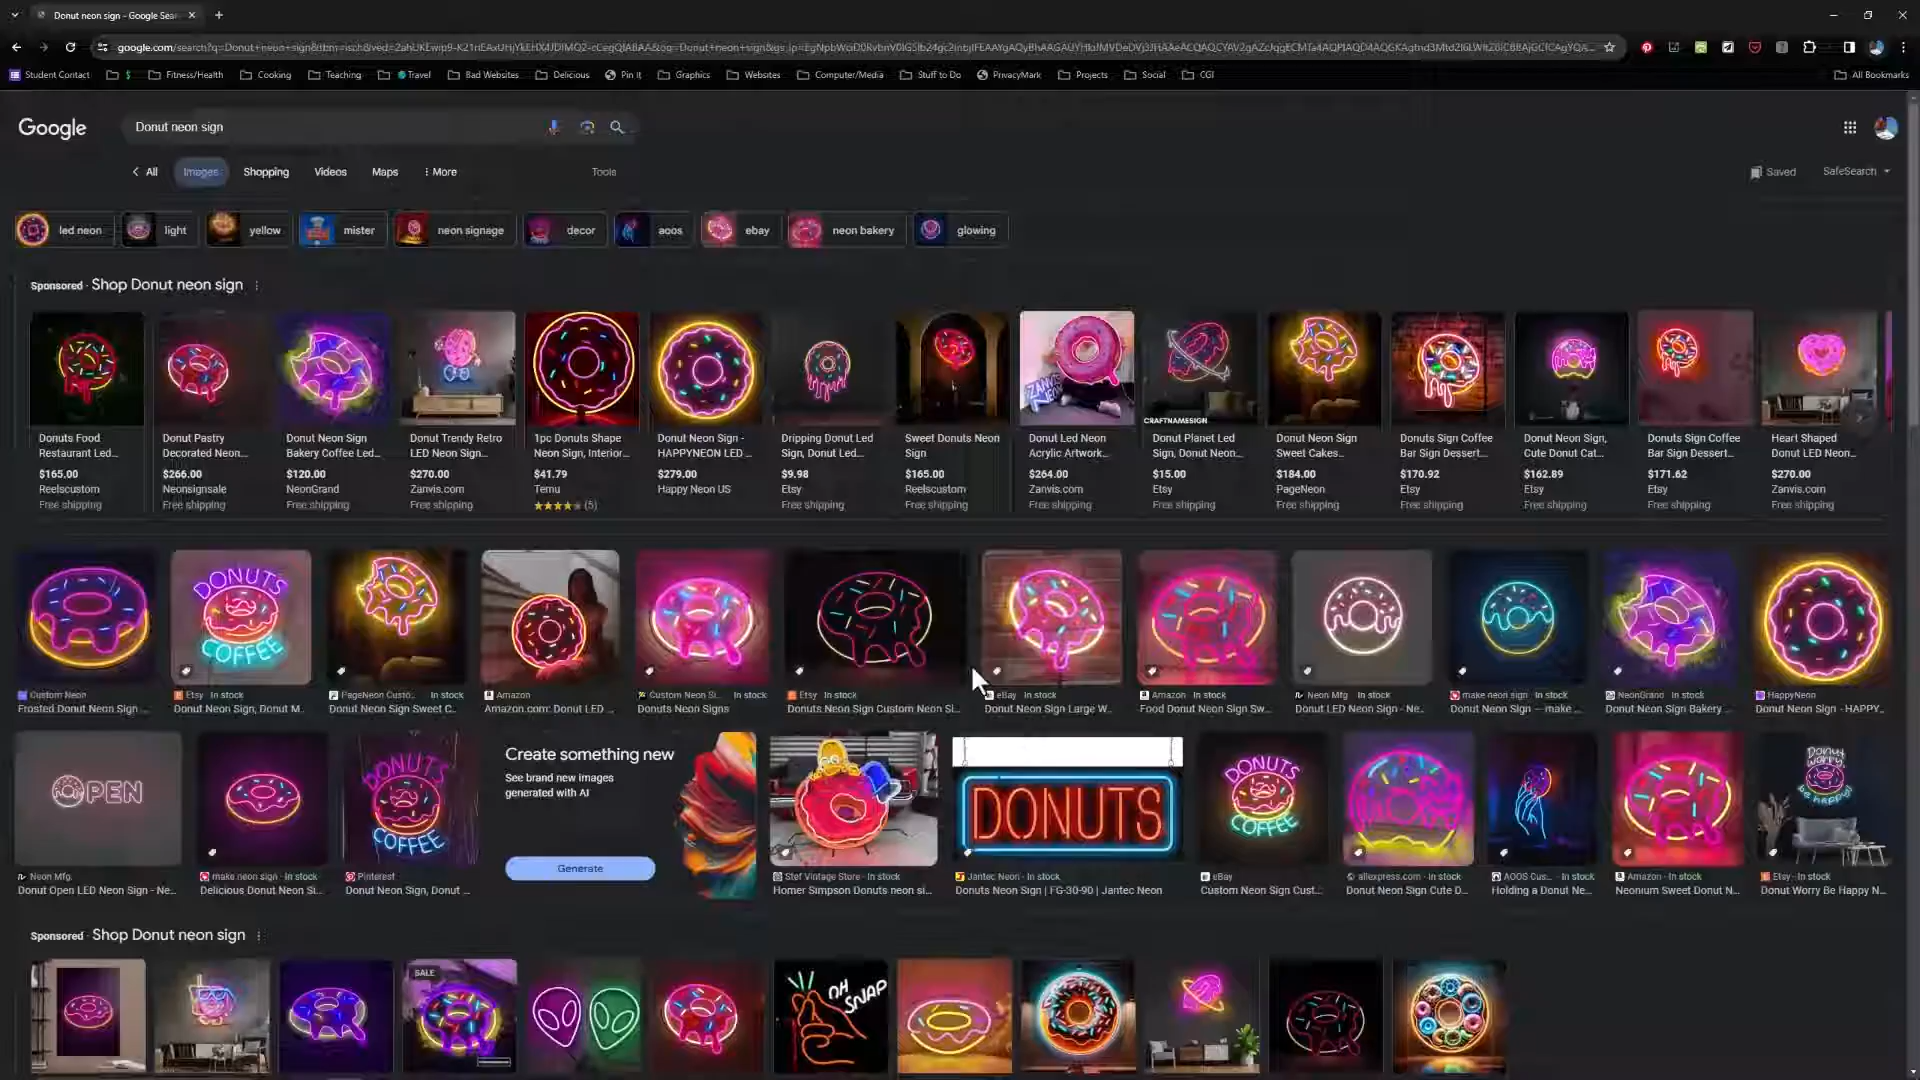 Donut neon sign - Google Sear
Student Contact
$
Fitness/Health
Cooking
Teaching
Travel
Bad Websites
Delicious
Pin It
Graphics
Websites
Computer/Media
Stuff to Do
PrivacyMark
Projects
Social
CGI
All Bookmarks
Google
Donut neon sign
All
Images
Shopping
Videos
Maps
More
Tools
Saved
SafeSearch
led neon
light
yellow
mister
neon signage
decor
aoos
ebay
neon bakery
glowing
Sponsored · Shop Donut neon sign
CRAFTNAMESIGN
Donuts Food
Restaurant Led...
$165.00
Reelscustom
Free shipping
Donut Pastry
Decorated Neon...
$266.00
Neonsignsale
Free shipping
Donut Neon Sign
Bakery Coffee Led...
$120.00
NeonGrand
Free shipping
Donut Trendy Retro
LED Neon Sign...
$270.00
Zanvis.com
Free shipping
1pc Donuts Shape
Neon Sign, Interior...
$41.79
Temu
(5)
Donut Neon Sign -
HAPPYNEON LED ...
$279.00
Happy Neon US
Dripping Donut Led
Sign, Donut Led...
$9.98
Etsy
Free shipping
Sweet Donuts Neon
Sign
$165.00
Reelscustom
Free shipping
Donut Led Neon
Acrylic Artwork...
$264.00
Zanvis.com
Free shipping
Donut Planet Led
Sign, Donut Neon...
$15.00
Etsy
Free shipping
Donut Neon Sign
Sweet Cakes...
$184.00
PageNeon
Free shipping
Donuts Sign Coffee
Bar Sign Dessert...
$170.92
Etsy
Free shipping
Donut Neon Sign,
Cute Donut Cat...
$162.89
Etsy
Free shipping
Donuts Sign Coffee
Bar Sign Dessert...
$171.62
Etsy
Free shipping
Heart Shaped
Donut LED Neon...
$270.00
Zanvis.com
Free shipping
DONUTS
COFFEE
Custom Neon
Frosted Donut Neon Sign ...
Etsy · In stock
Donut Neon Sign, Donut M...
PageNeon Custo... · In stock
Donut Neon Sign Sweet C...
Amazon
Amazon.com: Donut LED ...
Custom Neon Si... · In stock
Donuts Neon Signs
Etsy · In stock
Donuts Neon Sign Custom Neon Si...
eBay · In stock
Donut Neon Sign Large W...
Amazon · In stock
Food Donut Neon Sign Sw...
Neon Mfg · In stock
Donut LED Neon Sign - Ne...
make neon sign · In stock
Donut Neon Sign — make ...
NeonGrand · In stock
Donut Neon Sign Bakery ...
HappyNeon
Donut Neon Sign - HAPPY...
OPEN
DONUTS
COFFEE
Create something new
See brand new images
generated with AI
Generate
DONUTS
DONUTS
COFFEE
Donut
worry,
be happy!
Neon Mfg.
Donut Open LED Neon Sign - Ne...
make neon sign · In stock
Delicious Donut Neon Si...
Pinterest
Donut Neon Sign, Donut ...
Stef Vintage Store · In stock
Homer Simpson Donuts neon si...
Jantec Neon · In stock
Donuts Neon Sign | FG-30-90 | Jantec Neon
eBay
Custom Neon Sign Cust...
aliexpress.com · In stock
Donut Neon Sign Cute D...
AOOS Cus... · In stock
Holding a Donut Ne...
Amazon · In stock
Neonium Sweet Donut N...
Etsy · In stock
Donut Worry Be Happy N...
Sponsored · Shop Donut neon sign
SALE
OH
SNAP